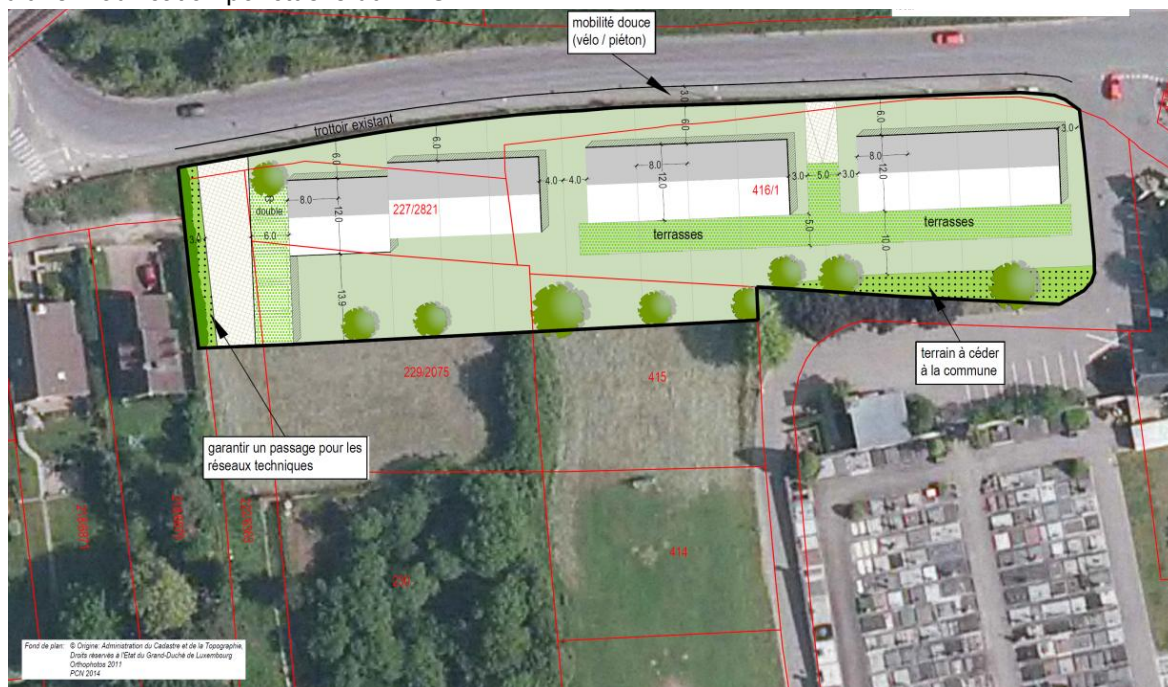 mobilité douce
(vélo / piéton)
trottoir existant
3.0
6.0
6.0
6.0
6.0
6.0
3.0
8.0
12.0
8.0
12.0
8.0
12.0
4.0
4.0
3.0
5.0
3.0
double
6.0
3.0
13.9
5.0
10.0
227/2821
416/1
terrasses
terrasses
229/2075
415
414
terrain à céder
à la commune
garantir un passage pour les
réseaux techniques
Fond de plan: © Origine: Administration du Cadastre et de la Topographie,
Droits réservés à l'Etat du Grand-Duché de Luxembourg
Orthophotos 2011
PCN 2014